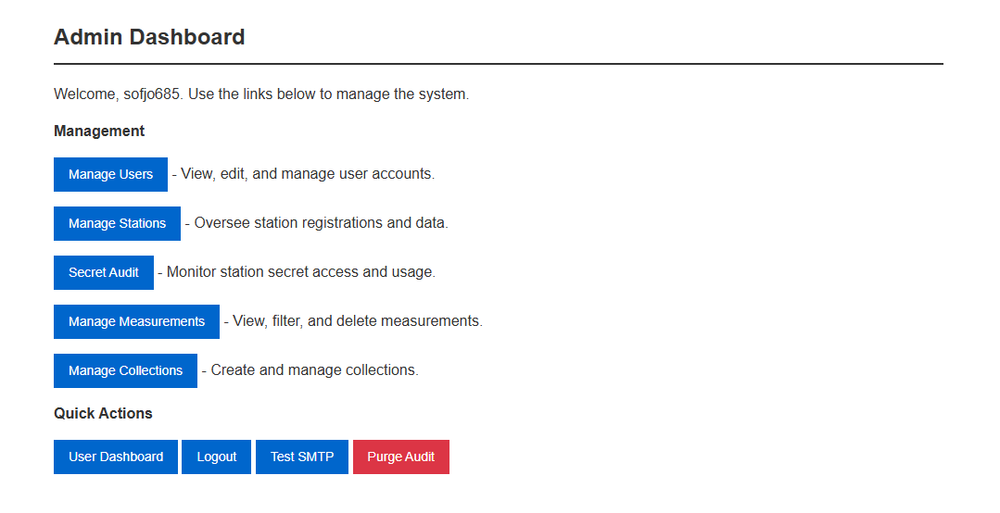 Admin Dashboard
Welcome, sofjo685. Use the links below to manage the system.
Management
Manage Users - View, edit, and manage user accounts.
Manage Stations - Oversee station registrations and data.
Secret Audit - Monitor station secret access and usage.
Manage Measurements - View, filter, and delete measurements.
Manage Collections - Create and manage collections.
Quick Actions
User Dashboard Logout Test SMTP Purge Audit